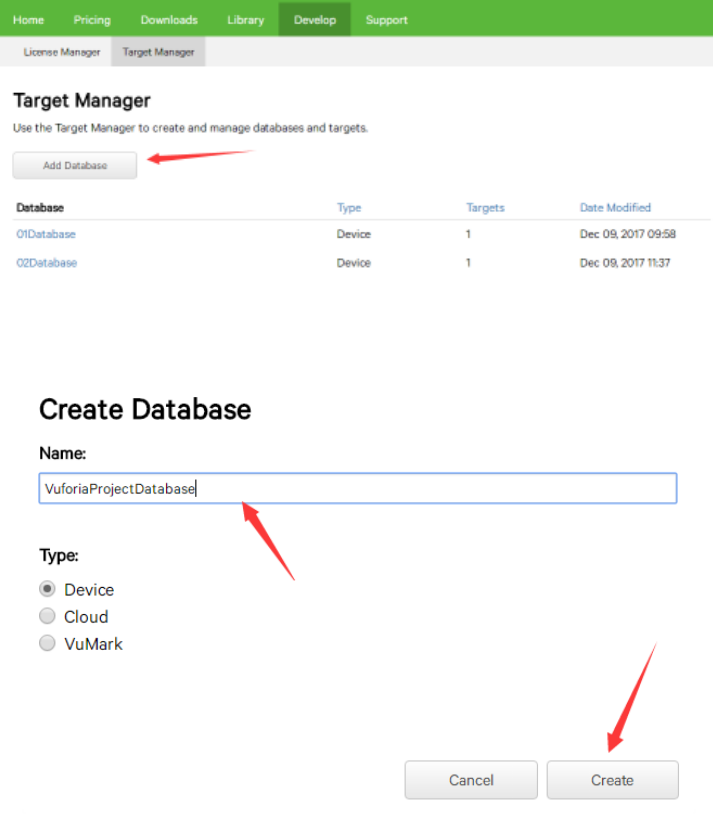 Home Pricing Downloads Library Develop Support
License Manager Target Manager
Target Manager
Use the Target Manager to create and manage databases and targets.
Add Database
Database Type Targets Date Modified
01Database Device 1 Dec 09, 2017 09:58
02Database Device 1 Dec 09, 2017 11:37
Create Database
Name:
VuforiaProjectDatabase
Type:
Device
Cloud
VuMark
Cancel Create